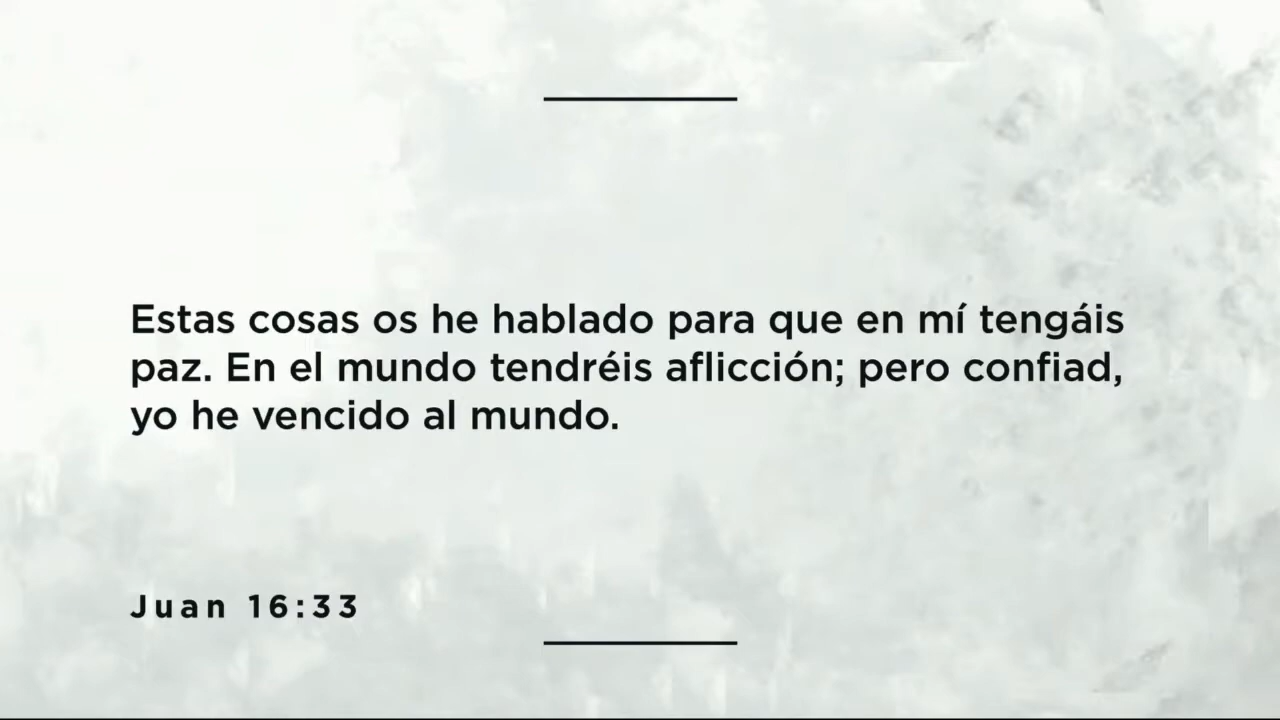 Estas cosas os he hablado para que en mí tengáis
paz. En el mundo tendréis aflicción; pero confiad,
yo he vencido al mundo.
Juan 16:33